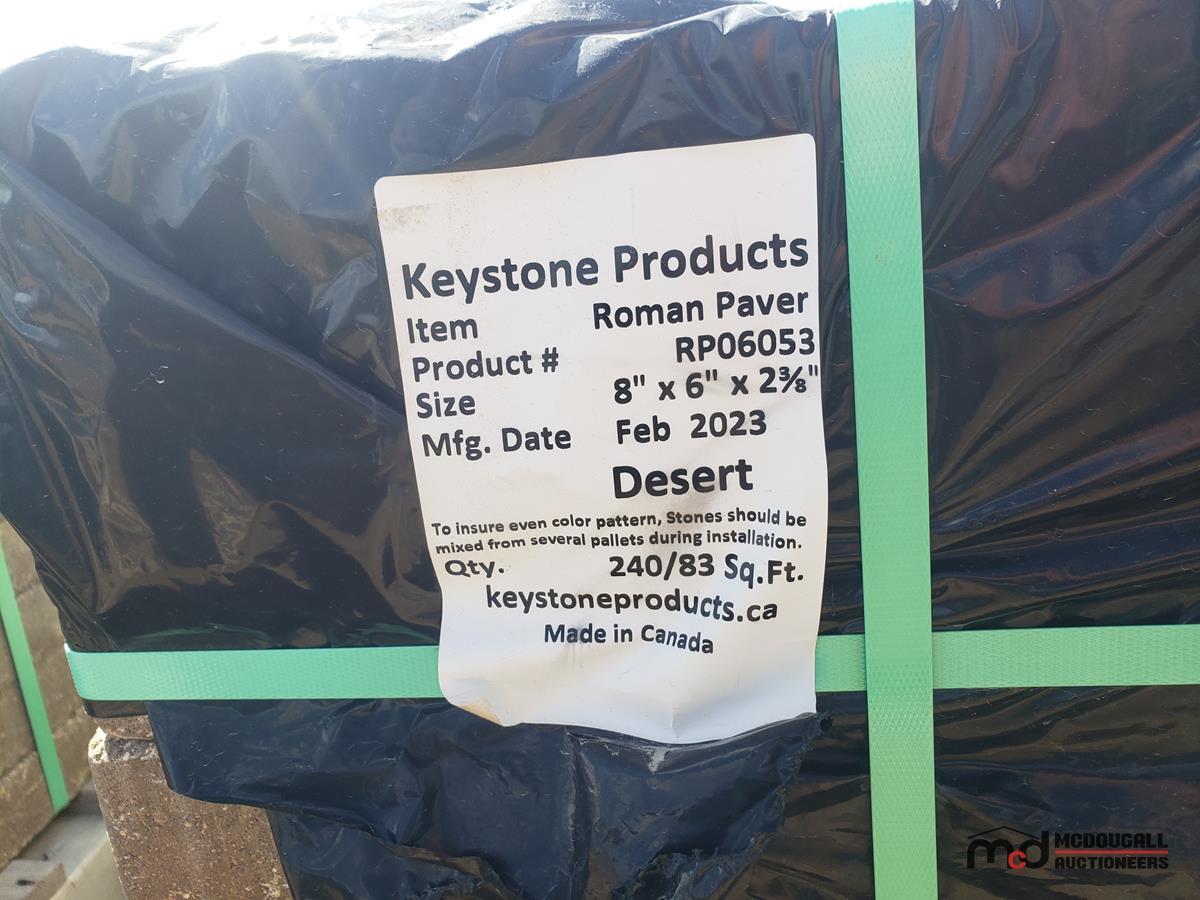 Keystone Products
Item Roman Paver
Product # RP06053
Size 8" x 6" x 2⅜"
Mfg. Date Feb 2023
Desert
To insure even color pattern, Stones should be
mixed from several pallets during installation.
Qty. 240/83 Sq.Ft.
keystoneproducts.ca
Made in Canada
mcd MCDOUGALL
AUCTIONEERS